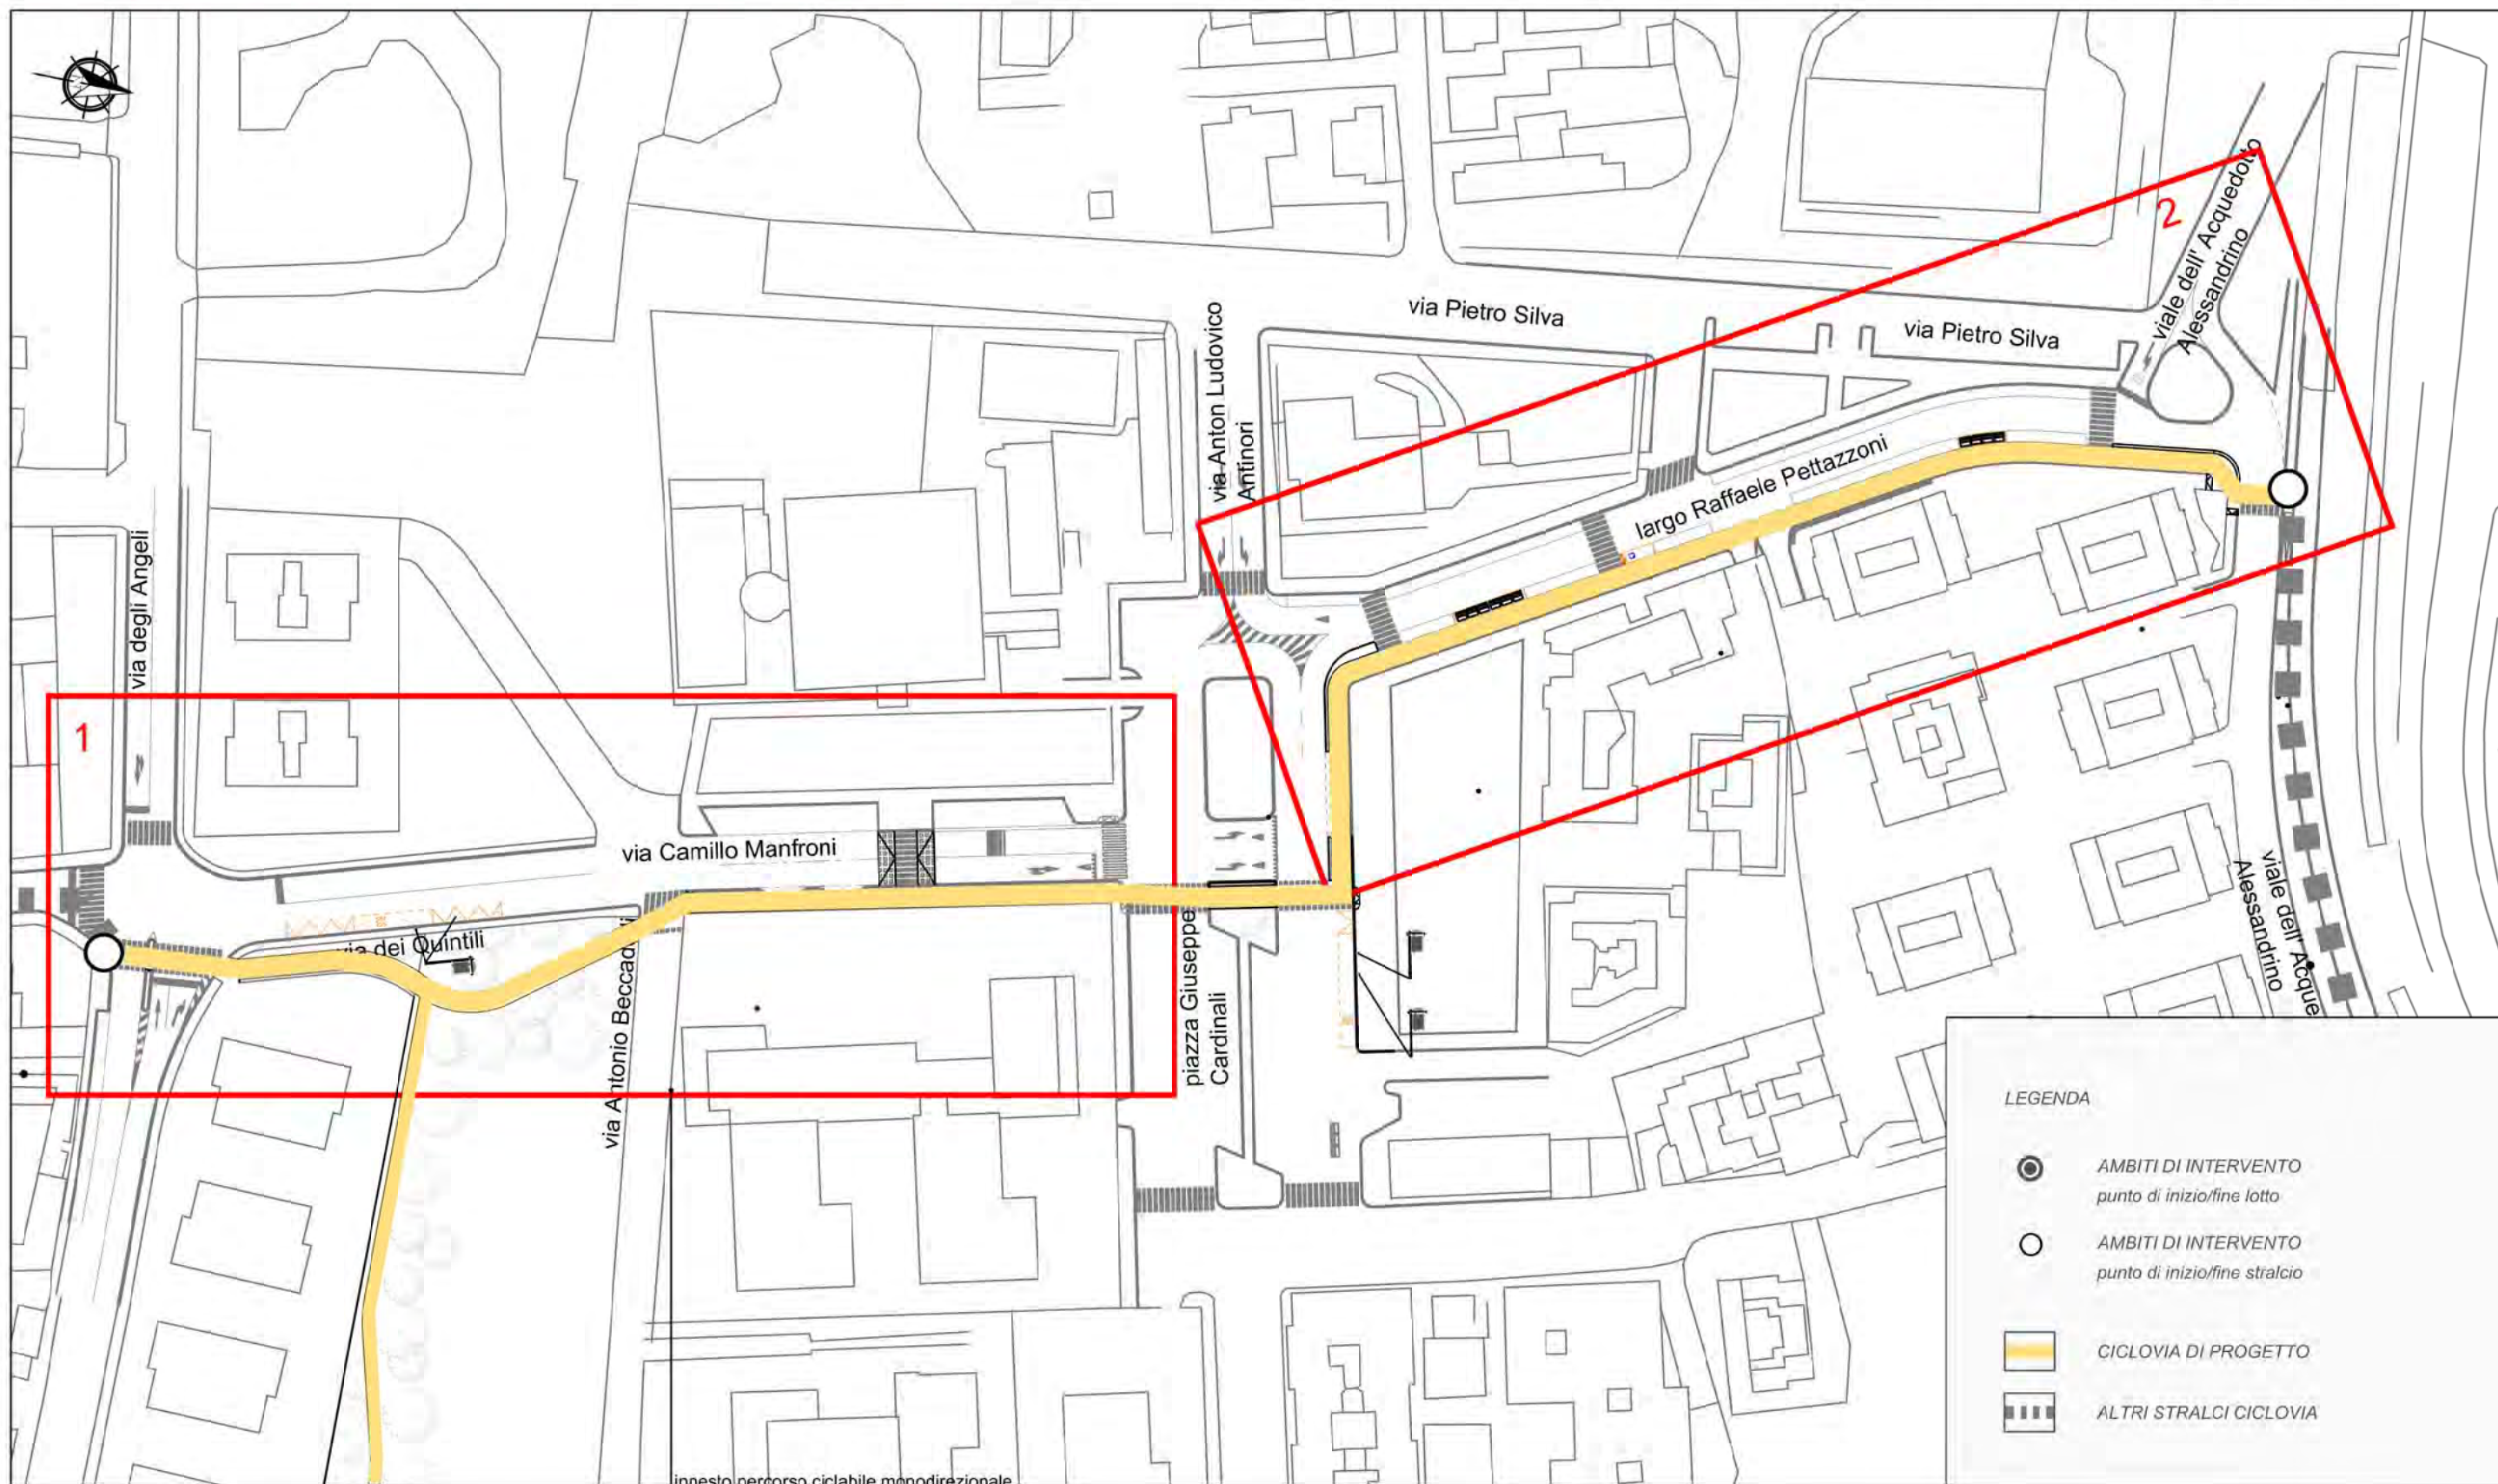 viale dell' Acquedotto
Alessandrino
2
via Pietro Silva
via Pietro Silva
via Anton Ludovico
Antinori
largo Raffaele Pettazzoni
via degli Angeli
1
via Camillo Manfroni
via dei Quintili
via Antonio Beccadelli
piazza Giuseppe
Cardinali
viale dell' Acque
Alessandrino
LEGENDA
AMBITI DI INTERVENTO
punto di inizio/fine lotto
AMBITI DI INTERVENTO
punto di inizio/fine stralcio
CICLOVIA DI PROGETTO
ALTRI STRALCI CICLOVIA
innesto percorso ciclabile monodirezionale